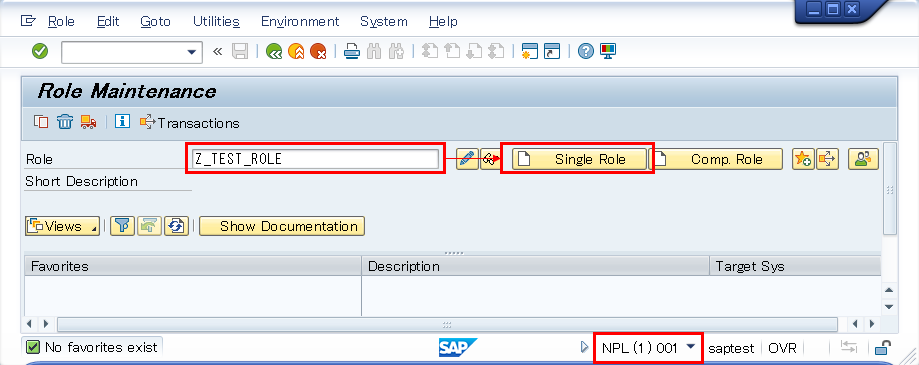 Role Edit Goto Utilities Environment System Help
Role Maintenance
Transactions
Role Z_TEST_ROLE Single Role Comp. Role
Short Description
Views Show Documentation
Favorites Description Target Sys
No favorites exist SAP NPL (1) 001 saptest OVR